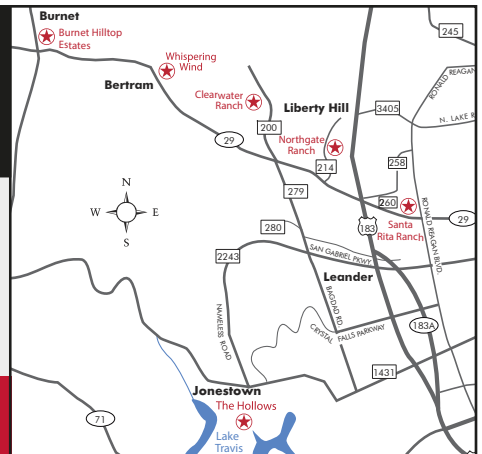 Burnet
Burnet Hilltop
Estates
245
Whispering
Wind
RONALD REAGAN
Bertram
Clearwater
Ranch
Liberty Hill
3405
N. LAKE R
200
29
Northgate
Ranch
214
258
279
260
N
W
E
S
Santa
Rita Ranch
29
280
183
RONALD REAGAN BLVD.
2243
SAN GABRIEL PKWY
Leander
BAGDAD RD.
NAMELESS ROAD
CRYSTAL FALLS PARKWAY
183A
1431
Jonestown
The Hollows
71
Lake
Travis